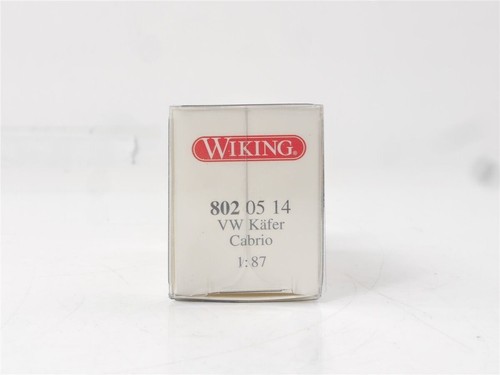 WIKING®
802 05 14
VW Käfer
Cabrio
1:87